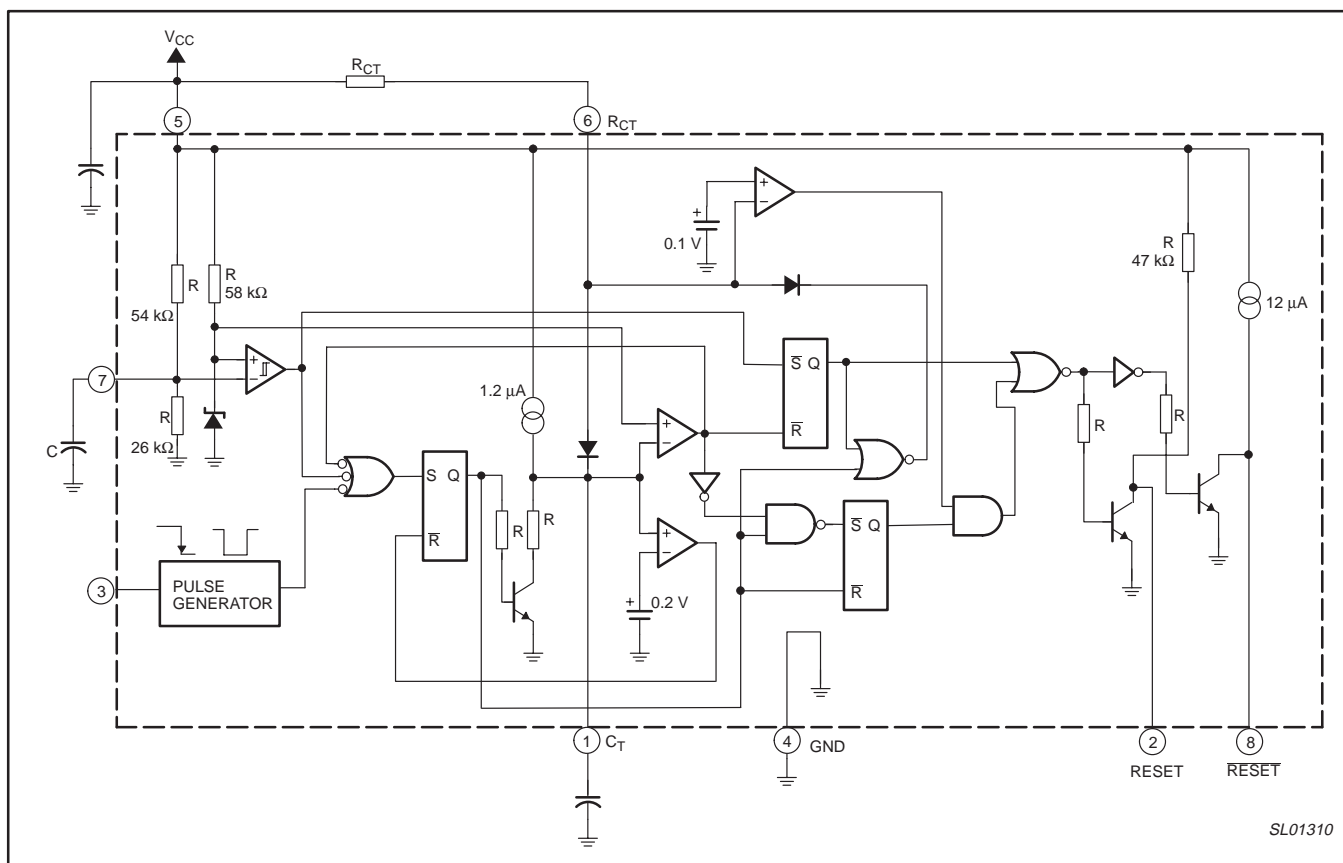 VCC
RCT
5
6 RCT
+
−
+
0.1 V
R
47 kΩ
12 μA
R
54 kΩ
R
58 kΩ
+
−
7
C
R
26 kΩ
1.2 μA
+
−
S̅ Q
R̅
R
R
S Q
R̅
R
R
+
−
+
0.2 V
S̅ Q
R̅
3
PULSE
GENERATOR
1 CT
4 GND
2
RESET
8
R̅E̅S̅E̅T̅
SL01310